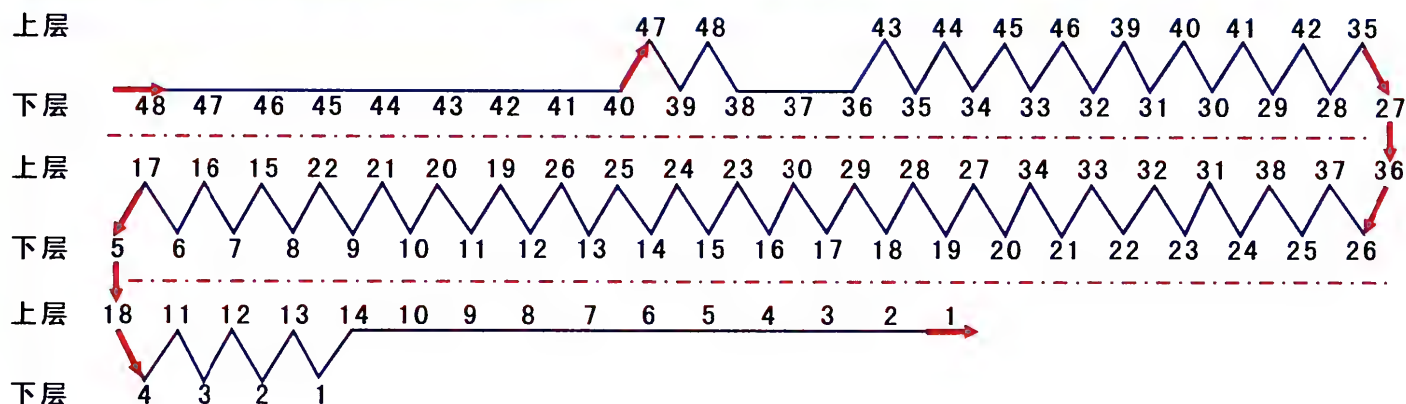 上层 47 48 43 44 45 46 39 40 41 42 35
下层 48 47 46 45 44 43 42 41 40 39 38 37 36 35 34 33 32 31 30 29 28 27
上层 17 16 15 22 21 20 19 26 25 24 23 30 29 28 27 34 33 32 31 38 37 36
下层 5 6 7 8 9 10 11 12 13 14 15 16 17 18 19 20 21 22 23 24 25 26
上层 18 11 12 13 14 10 9 8 7 6 5 4 3 2 1
下层 4 3 2 1